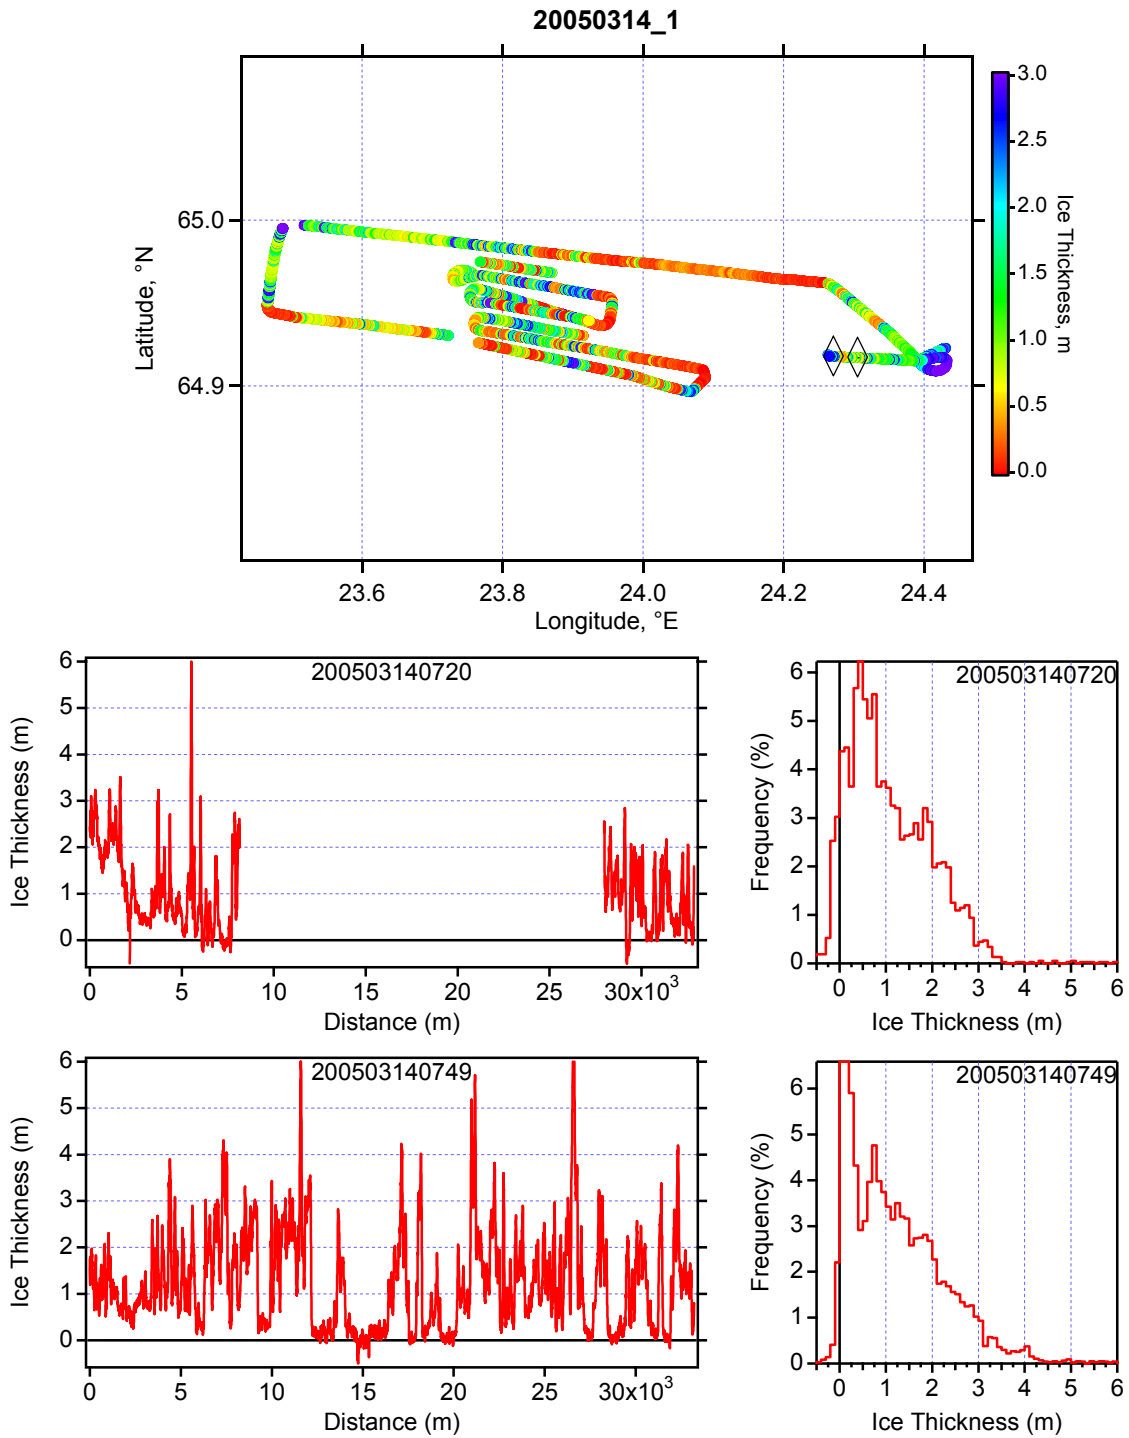 20050314_1
3.0
2.5
2.0
1.5
1.0
0.5
0.0
Ice Thickness, m
65.0
64.9
Latitude, °N
23.6 23.8 24.0 24.2 24.4
Longitude, °E
200503140720
6
5
4
3
2
1
0
Ice Thickness (m)
0 5 10 15 20 25 30x10³
Distance (m)
200503140720
6
5
4
3
2
1
0
Frequency (%)
0 1 2 3 4 5 6
Ice Thickness (m)
200503140749
6
5
4
3
2
1
0
Ice Thickness (m)
0 5 10 15 20 25 30x10³
Distance (m)
200503140749
6
5
4
3
2
1
0
Frequency (%)
0 1 2 3 4 5 6
Ice Thickness (m)